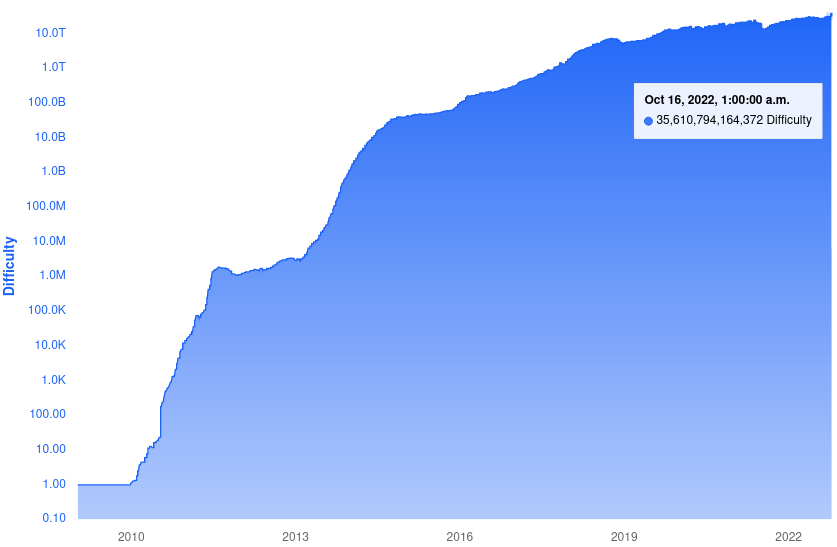 10.0T
1.0T
100.0B
Oct 16, 2022, 1:00:00 a.m.
35,610,794,164,372 Difficulty
10.0B
1.0B
100.0M
10.0M
Difficulty
1.0M
100.0K
10.0K
1.0K
100.00
10.00
1.00
0.10
2010 2013 2016 2019 2022